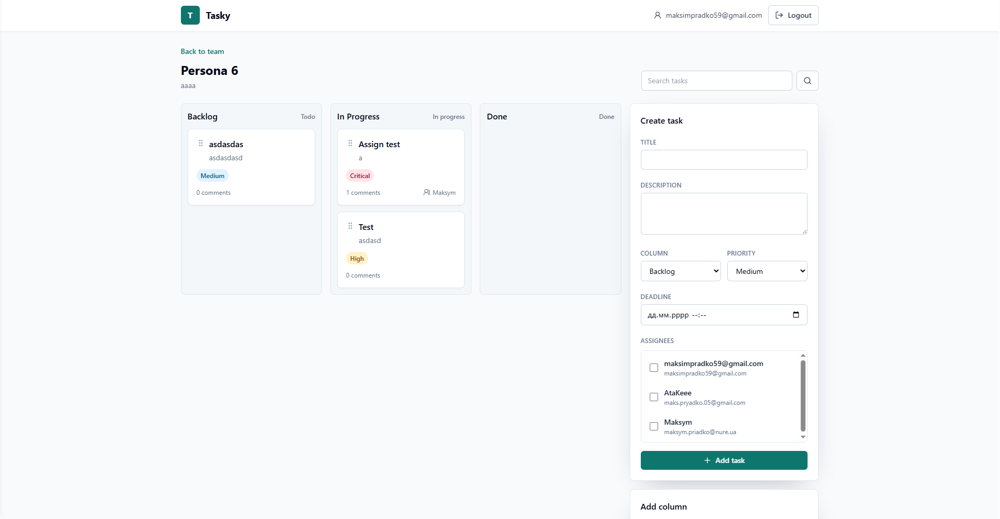 T Tasky
maksimpradko59@gmail.com
Logout
Back to team
Persona 6
aaaa
Search tasks
Backlog
Todo
asdasdas
asdasdasd
Medium
0 comments
In Progress
In progress
Assign test
a
Critical
1 comments
Maksym
Test
asdasd
High
0 comments
Done
Done
Create task
TITLE
DESCRIPTION
COLUMN
PRIORITY
Backlog
Medium
DEADLINE
дд.мм.рррр --:--
ASSIGNEES
maksimpradko59@gmail.com
maksimpradko59@gmail.com
AtaKeee
maks.pryadko.05@gmail.com
Maksym
maksym.priadko@nure.ua
+ Add task
Add column